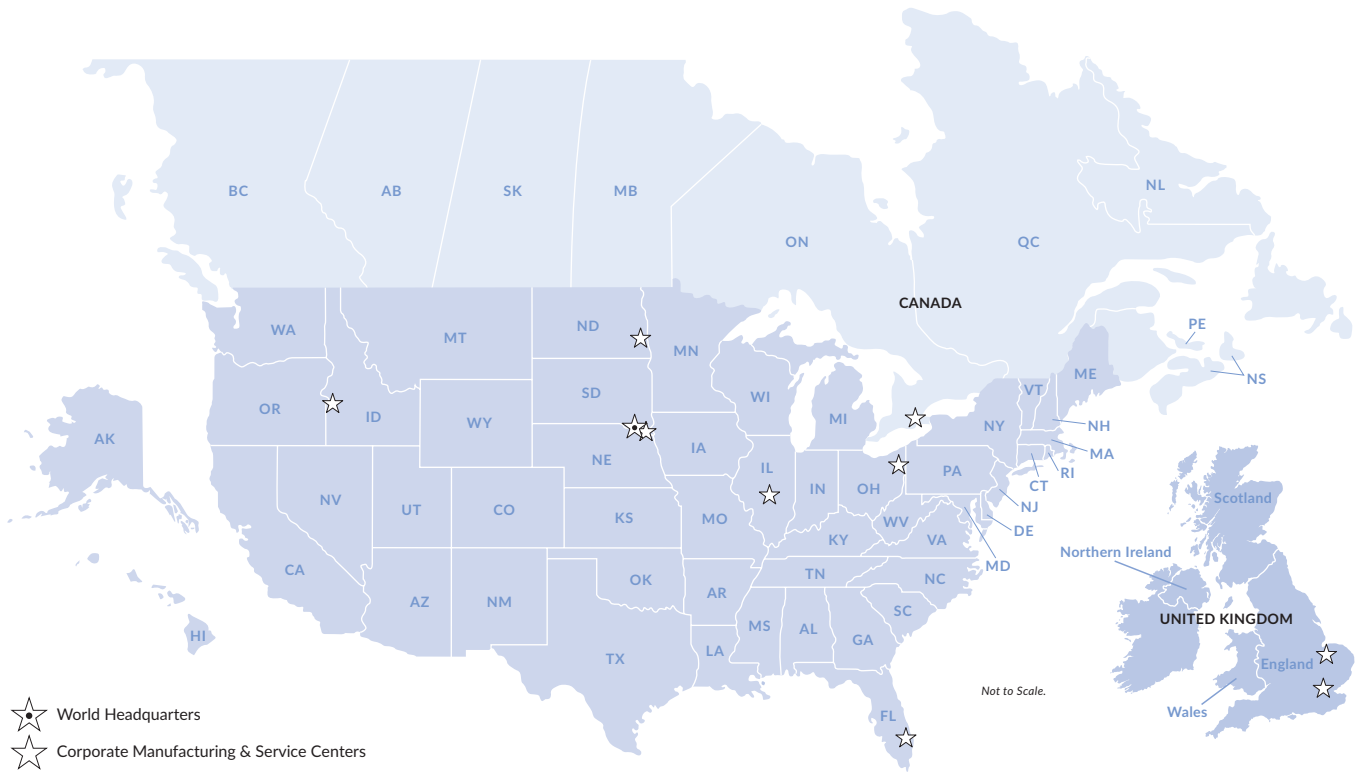 BC
AB
SK
MB
NL
ON
QC
CANADA
PE
NS
WA
MT
ND
MN
OR
ID
WY
SD
WI
MI
NY
VT
ME
NH
MA
RI
CT
AK
NE
IA
IL
IN
OH
PA
NJ
DE
NV
UT
CO
KS
MO
KY
WV
VA
MD
CA
AZ
NM
OK
AR
TN
NC
SC
MS
AL
GA
LA
TX
HI
FL
Scotland
Northern Ireland
UNITED KINGDOM
England
Wales
Not to Scale.
World Headquarters
Corporate Manufacturing & Service Centers